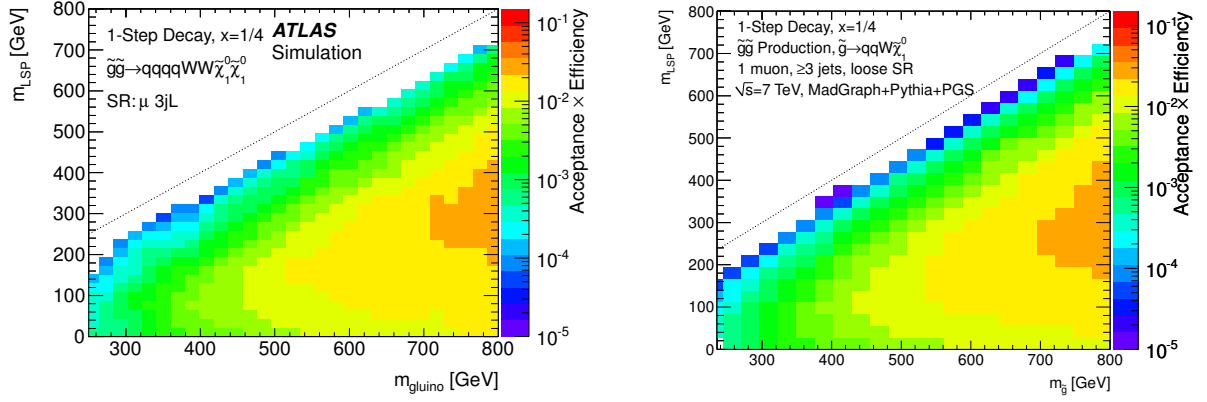 1-Step Decay, x=1/4 ATLAS
Simulation
g̃g̃→qqqqWWχ̃⁰₁χ̃⁰₁
SR: μ 3jL
m_LSP [GeV]
800
700
600
500
400
300
200
100
0
300 400 500 600 700 800
m_gluino [GeV]
10⁻¹
10⁻²
10⁻³
10⁻⁴
10⁻⁵
Acceptance × Efficiency
1-Step Decay, x=1/4
g̃g̃ Production, g̃→qqWχ̃⁰₁
1 muon, ≥3 jets, loose SR
√s=7 TeV, MadGraph+Pythia+PGS
m_LSP [GeV]
800
700
600
500
400
300
200
100
0
300 400 500 600 700 800
m_g̃ [GeV]
10⁻¹
10⁻²
10⁻³
10⁻⁴
10⁻⁵
Acceptance × Efficiency